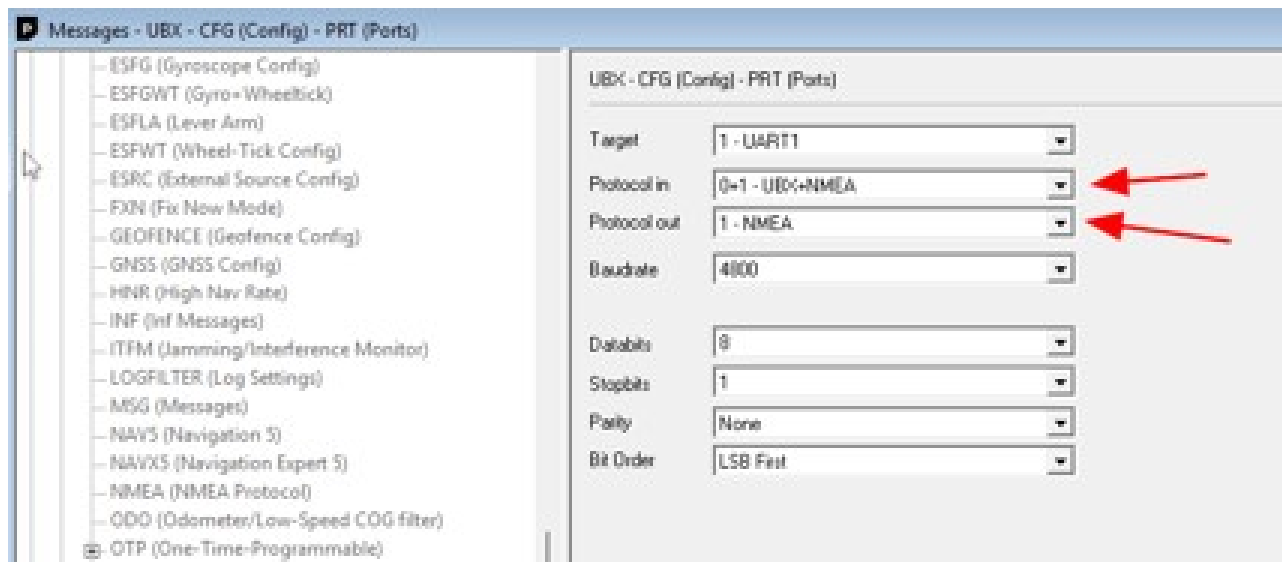 Messages - UBX - CFG (Config) - PRT (Ports)
ESFG (Gyroscope Config)
ESFGWT (Gyro+Wheeltick)
ESFLA (Lever Arm)
ESFWT (Wheel-Tick Config)
ESRC (External Source Config)
FXN (Fix Now Mode)
GEOFENCE (Geofence Config)
GNSS (GNSS Config)
HNR (High Nav Rate)
INF (Inf Messages)
ITFM (Jamming/Interference Monitor)
LOGFILTER (Log Settings)
MSG (Messages)
NAV5 (Navigation 5)
NAVX5 (Navigation Expert 5)
NMEA (NMEA Protocol)
ODO (Odometer/Low-Speed COG filter)
OTP (One-Time-Programmable)
UBX - CFG (Config) - PRT (Ports)
Target 1 - UART1
Protocol in 0+1 - UBX+NMEA
Protocol out 1 - NMEA
Baudrate 4800
Databits 8
Stopbits 1
Parity None
Bit Order LSB First